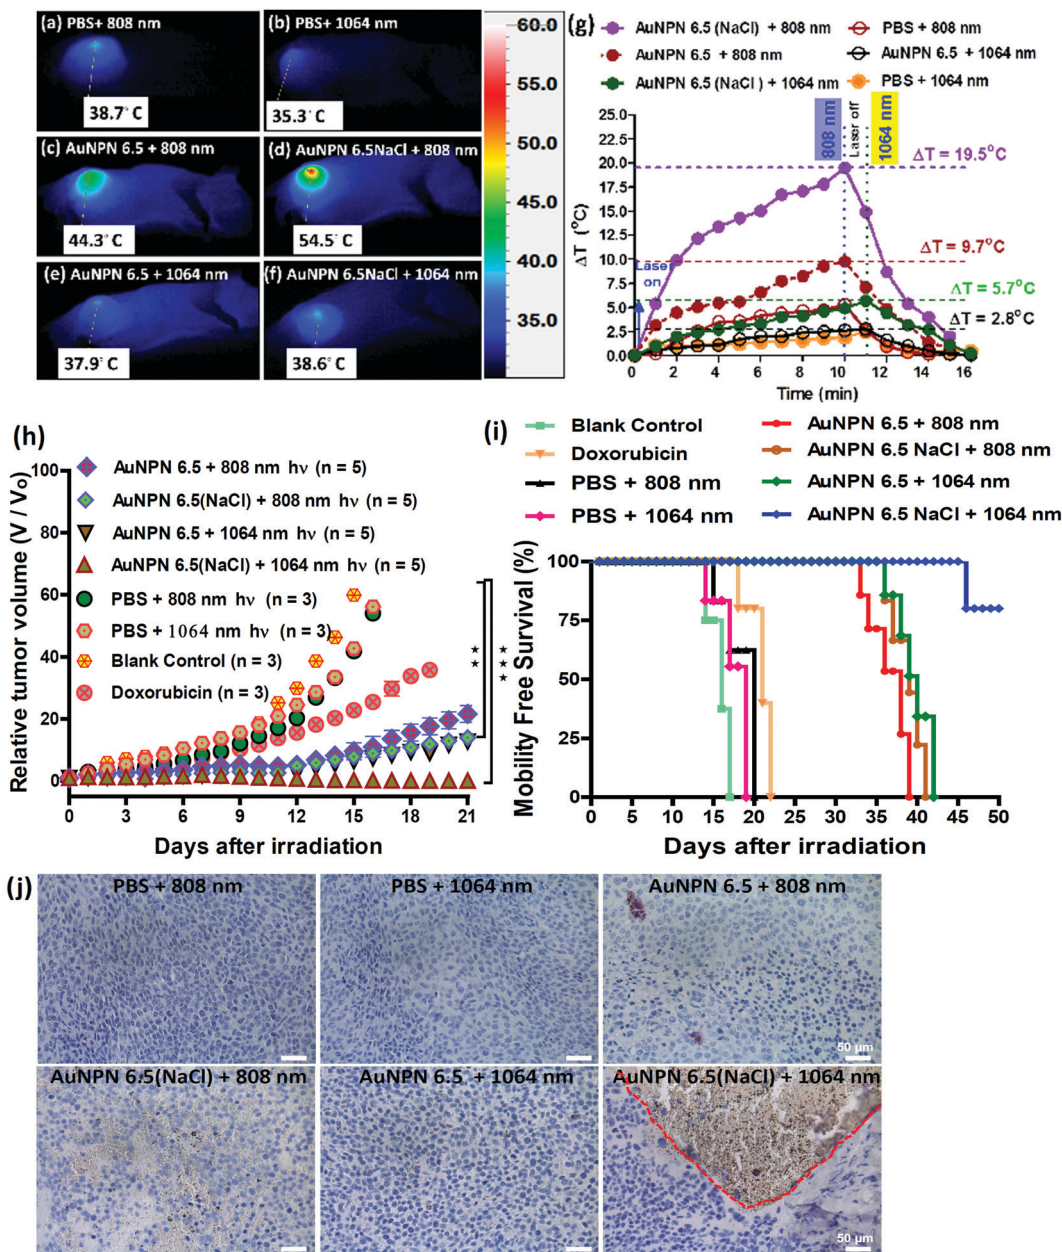 (a) PBS+ 808 nm
38.7° C
(b) PBS+ 1064 nm
35.3° C
(c) AuNPN 6.5 + 808 nm
44.3° C
(d) AuNPN 6.5NaCl + 808 nm
54.5° C
(e) AuNPN 6.5 + 1064 nm
37.9° C
(f) AuNPN 6.5NaCl + 1064 nm
38.6° C
60.0
55.0
50.0
45.0
40.0
35.0
(g)
AuNPN 6.5 (NaCl) + 808 nm
AuNPN 6.5 + 808 nm
AuNPN 6.5 (NaCl ) + 1064 nm
PBS + 808 nm
AuNPN 6.5 + 1064 nm
PBS + 1064 nm
808 nm
Laser off
1064 nm
ΔT = 19.5°C
ΔT = 9.7°C
ΔT = 5.7°C
ΔT = 2.8°C
Laser on
ΔT (°C)
25.0
22.5
20.0
17.5
15.0
12.5
10.0
7.5
5.0
2.5
0.0
0 2 4 6 8 10 12 14 16
Time (min)
(h)
AuNPN 6.5 + 808 nm hν (n = 5)
AuNPN 6.5(NaCl) + 808 nm hν (n = 5)
AuNPN 6.5 + 1064 nm hν (n = 5)
AuNPN 6.5(NaCl) + 1064 nm hν (n = 5)
PBS + 808 nm hν (n = 3)
PBS + 1064 nm hν (n = 3)
Blank Control (n = 3)
Doxorubicin (n = 3)
★★
★★★
Relative tumor volume (V / Vo)
100
80
60
40
20
0
0 3 6 9 12 15 18 21
Days after irradiation
(i)
Blank Control
Doxorubicin
PBS + 808 nm
PBS + 1064 nm
AuNPN 6.5 + 808 nm
AuNPN 6.5 NaCl + 808 nm
AuNPN 6.5 + 1064 nm
AuNPN 6.5 NaCl + 1064 nm
Mobility Free Survival (%)
100
75
50
25
0
0 5 10 15 20 25 30 35 40 45 50
Days after irradiation
(j)
PBS + 808 nm
PBS + 1064 nm
AuNPN 6.5 + 808 nm
50 µm
AuNPN 6.5(NaCl) + 808 nm
AuNPN 6.5 + 1064 nm
AuNPN 6.5(NaCl) + 1064 nm
50 µm